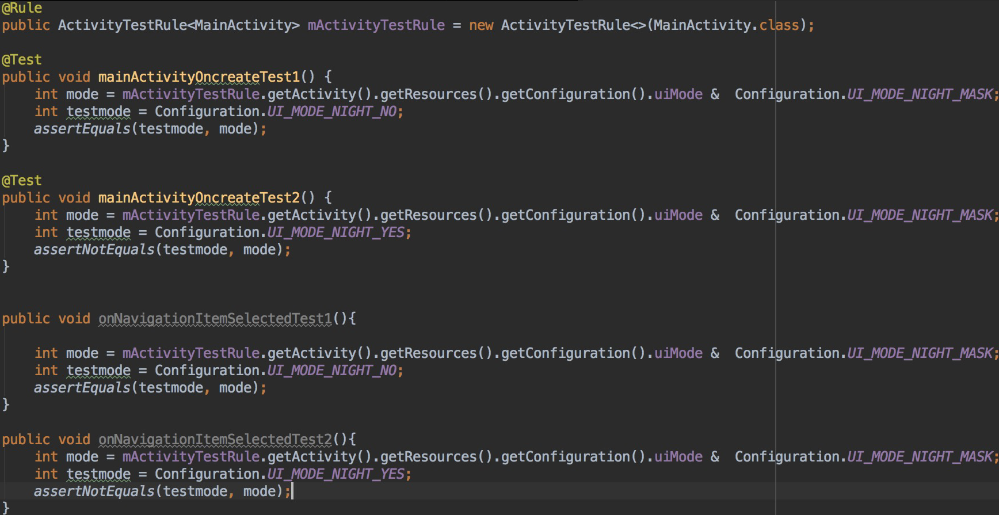 @Rule
public ActivityTestRule<MainActivity> mActivityTestRule = new ActivityTestRule<>(MainActivity.class);
@Test
public void mainActivityOncreateTest1() {
int mode = mActivityTestRule.getActivity().getResources().getConfiguration().uiMode &  Configuration.UI_MODE_NIGHT_MASK;
int testmode = Configuration.UI_MODE_NIGHT_NO;
assertEquals(testmode, mode);
}
@Test
public void mainActivityOncreateTest2() {
int mode = mActivityTestRule.getActivity().getResources().getConfiguration().uiMode &  Configuration.UI_MODE_NIGHT_MASK;
int testmode = Configuration.UI_MODE_NIGHT_YES;
assertNotEquals(testmode, mode);
}
public void onNavigationItemSelectedTest1(){
int mode = mActivityTestRule.getActivity().getResources().getConfiguration().uiMode &  Configuration.UI_MODE_NIGHT_MASK;
int testmode = Configuration.UI_MODE_NIGHT_NO;
assertEquals(testmode, mode);
}
public void onNavigationItemSelectedTest2(){
int mode = mActivityTestRule.getActivity().getResources().getConfiguration().uiMode &  Configuration.UI_MODE_NIGHT_MASK;
int testmode = Configuration.UI_MODE_NIGHT_YES;
assertNotEquals(testmode, mode);
}